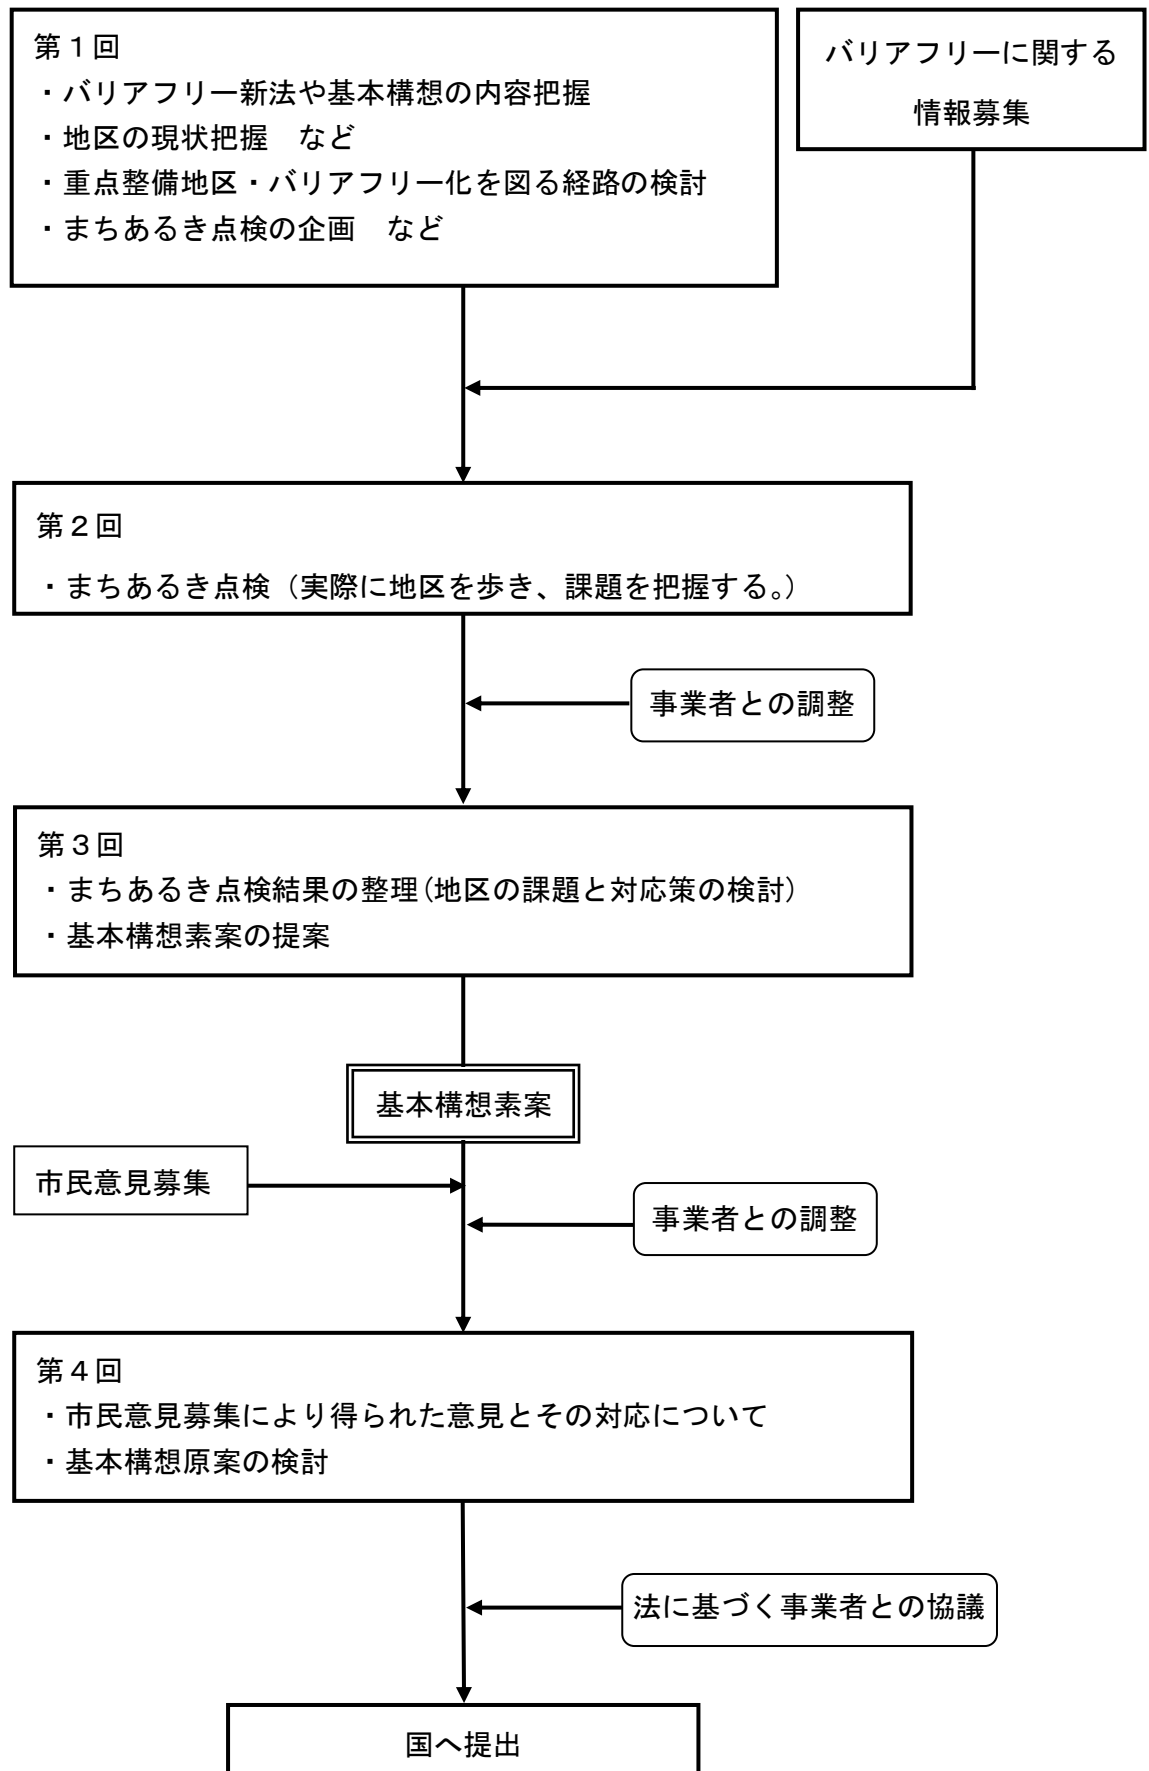 第１回
・バリアフリー新法や基本構想の内容把握
・地区の現状把握　など
・重点整備地区・バリアフリー化を図る経路の検討
・まちあるき点検の企画　など
バリアフリーに関する
情報募集
第２回
・まちあるき点検（実際に地区を歩き、課題を把握する。）
事業者との調整
第３回
・まちあるき点検結果の整理(地区の課題と対応策の検討)
・基本構想素案の提案
基本構想素案
市民意見募集
事業者との調整
第４回
・市民意見募集により得られた意見とその対応について
・基本構想原案の検討
法に基づく事業者との協議
国へ提出